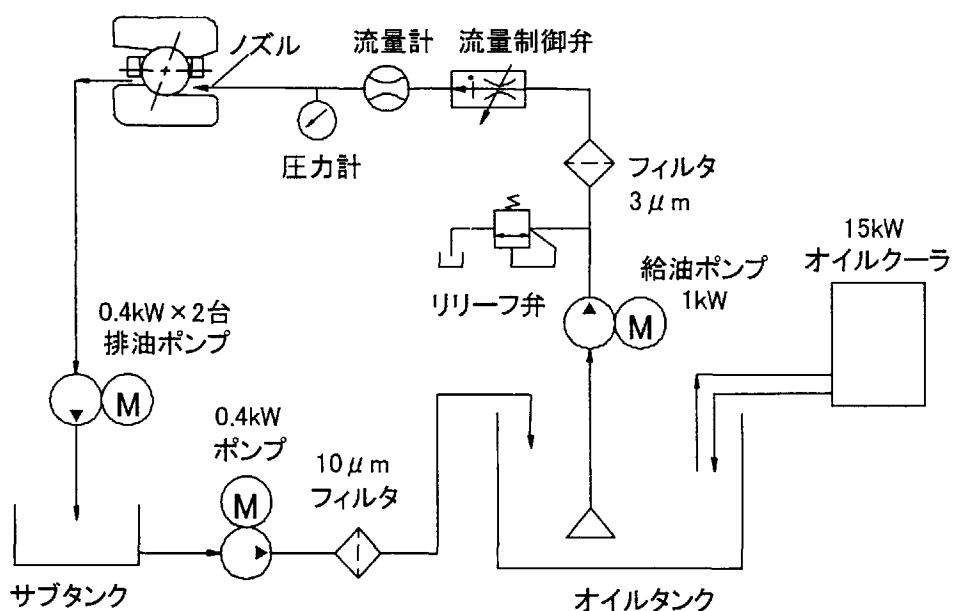 ノズル
流量計
流量制御弁
圧力計
フィルタ
3μm
15kW
オイルクーラ
リリーフ弁
給油ポンプ
1kW
M
0.4kW×2台
排油ポンプ
M
0.4kW
ポンプ
M
10μm
フィルタ
サブタンク
オイルタンク